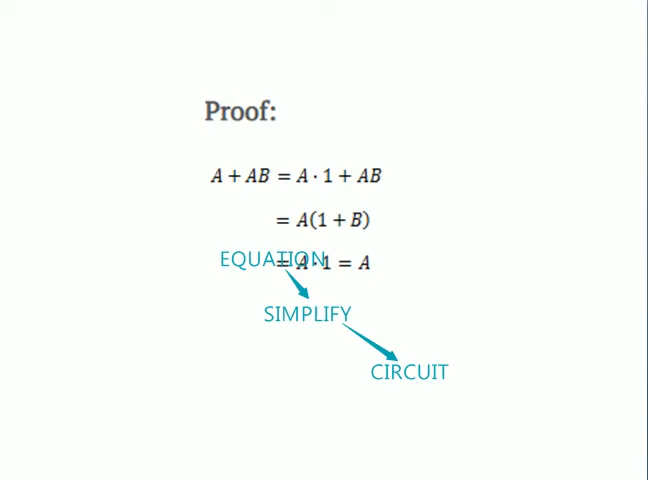 Proof:
A + AB = A · 1 + AB
= A(1 + B)
= A · 1 = A
EQUATION
SIMPLIFY
CIRCUIT